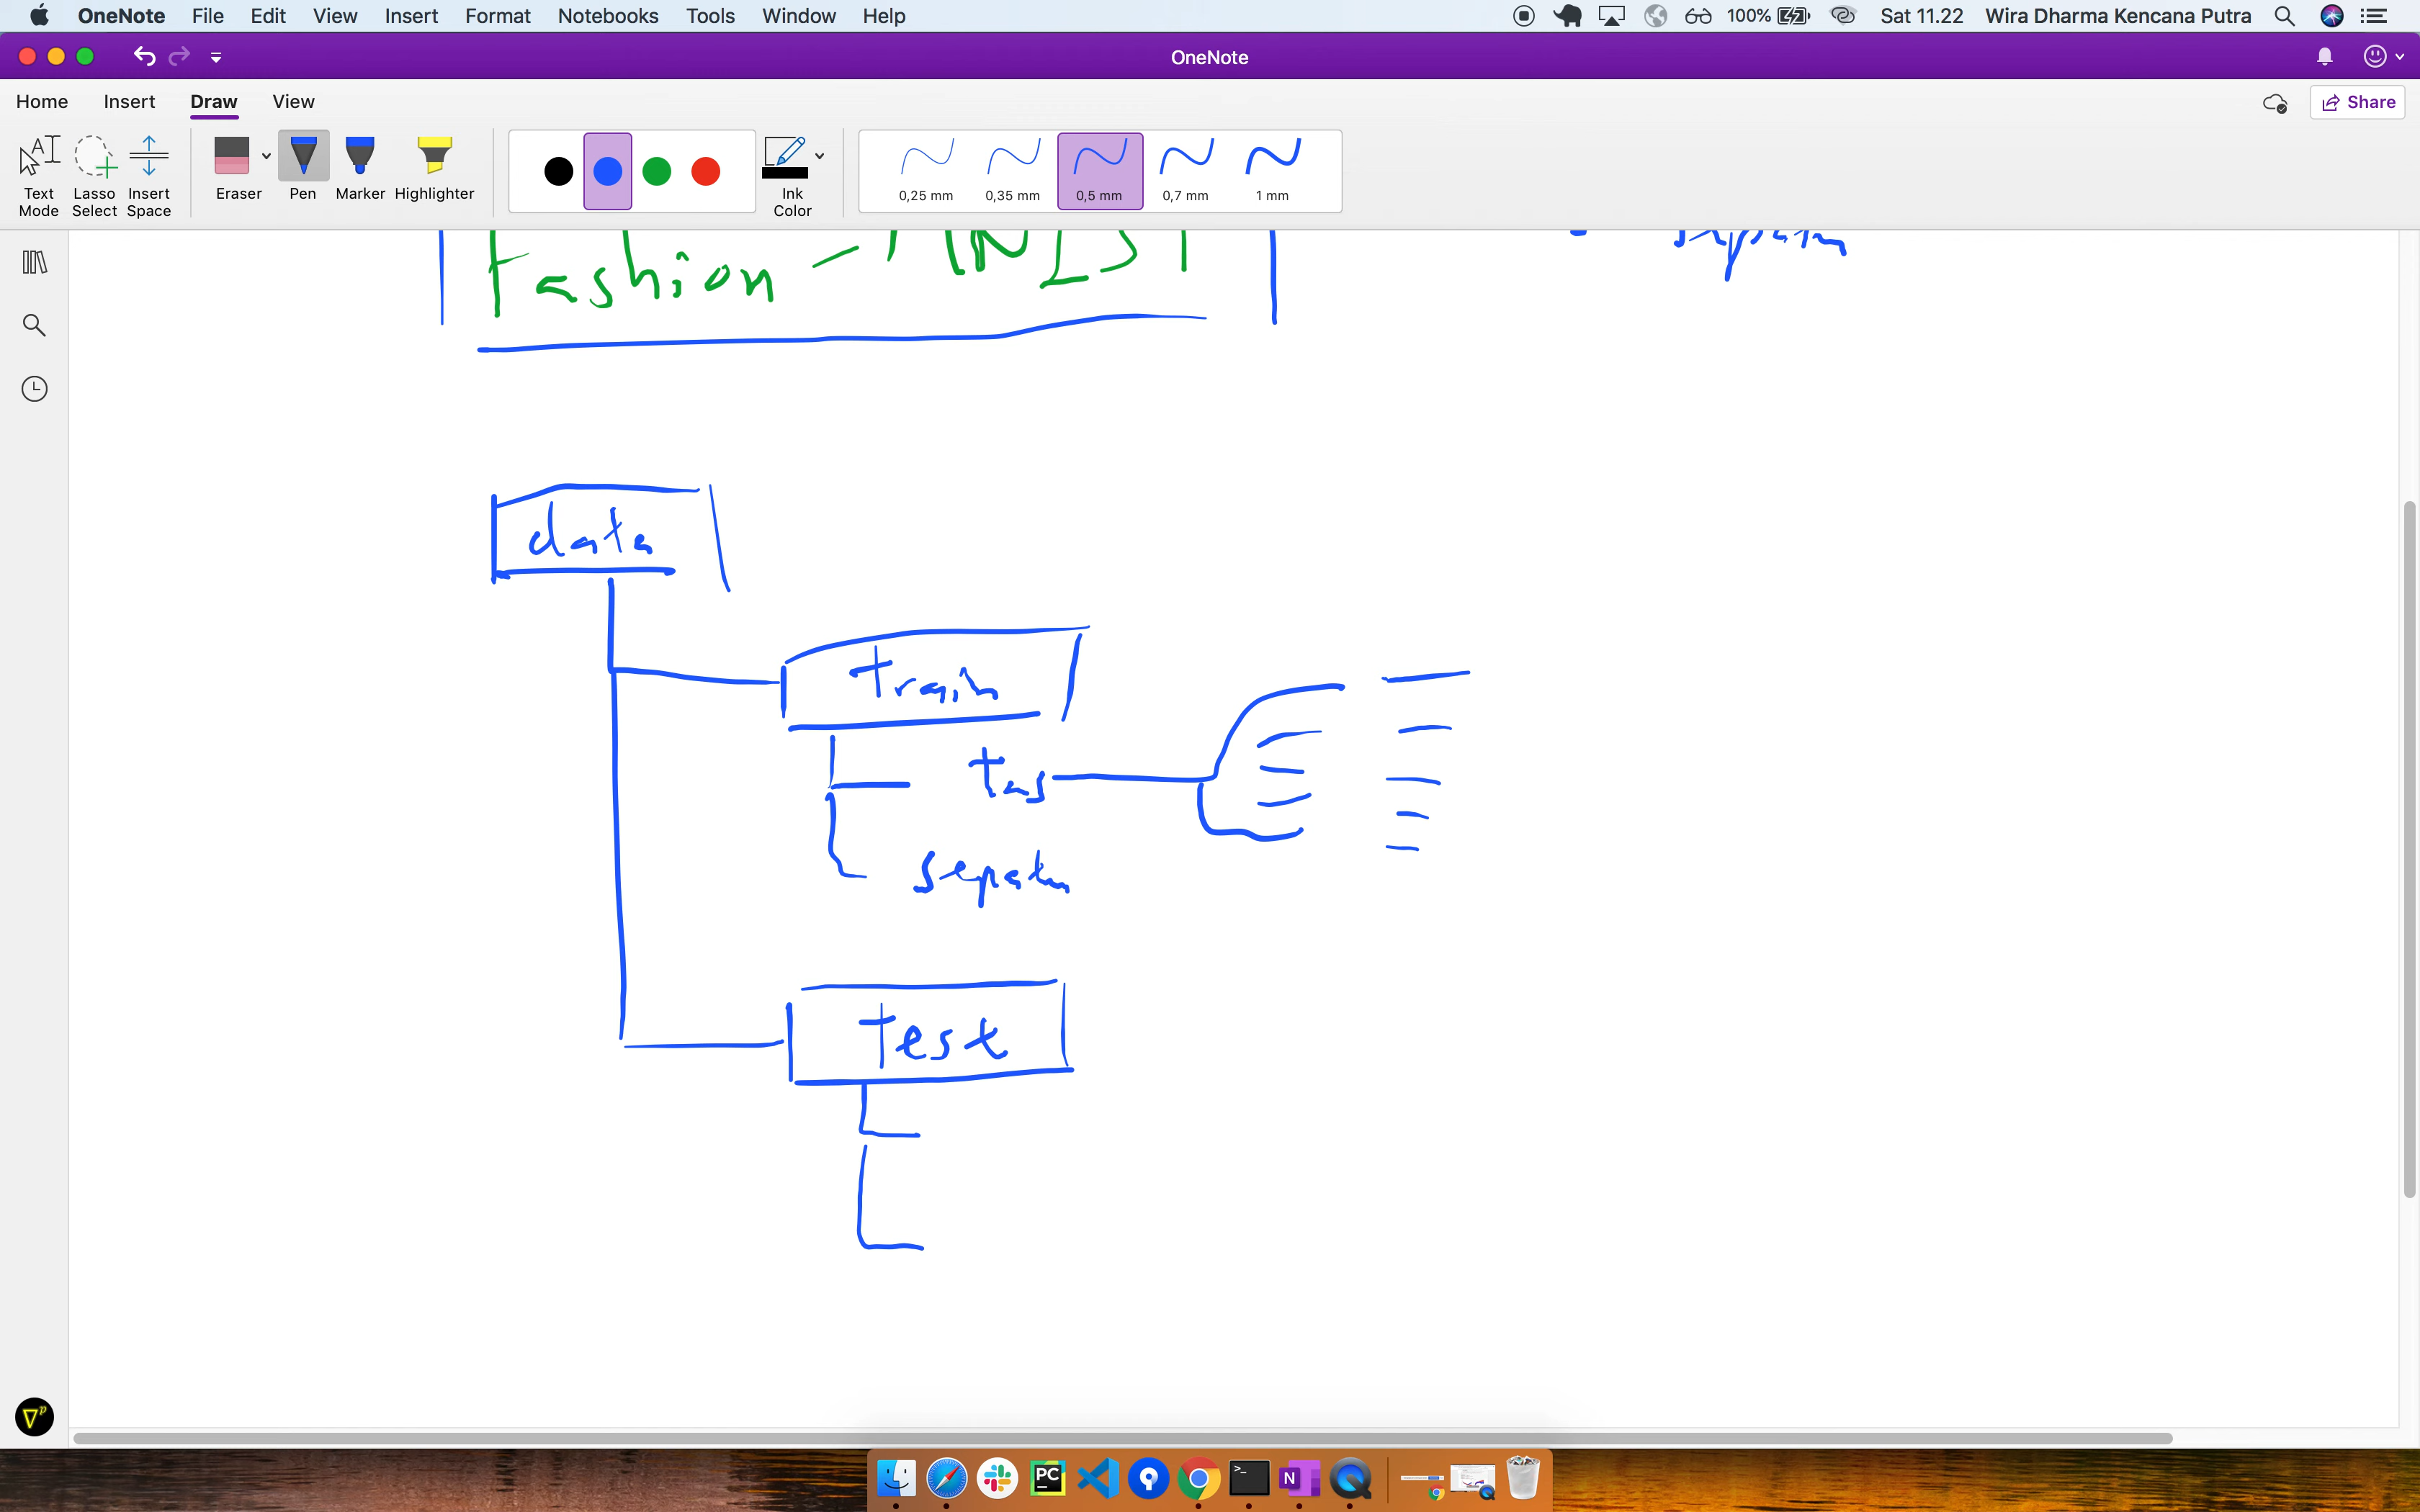 OneNote File Edit View Insert Format Notebooks Tools Window Help 100% Sat 11.22 Wira Dharma Kencana Putra
OneNote
Home Insert Draw View Share
Text Mode Lasso Select Insert Space Eraser Pen Marker Highlighter Ink Color 0,25 mm 0,35 mm 0,5 mm 0,7 mm 1 mm
Fashion - MNIST sepatu
data
train
tas
sepatu
Test